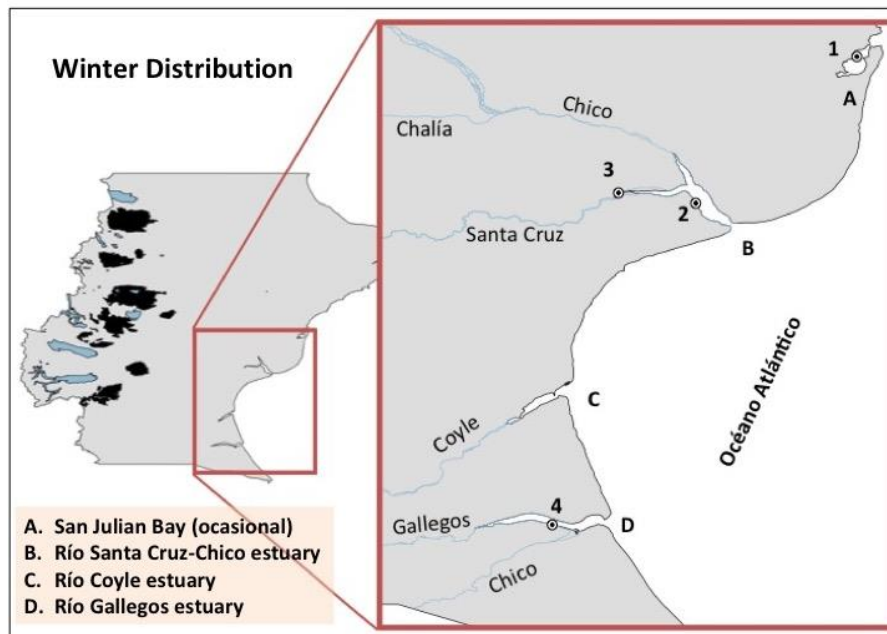 Winter Distribution
1
A
Chico
Chalía
3
2
Santa Cruz
B
Océano Atlántico
C
Coyle
4
Gallegos
D
Chico
A. San Julian Bay (ocasional)
B. Río Santa Cruz-Chico estuary
C. Río Coyle estuary
D. Río Gallegos estuary